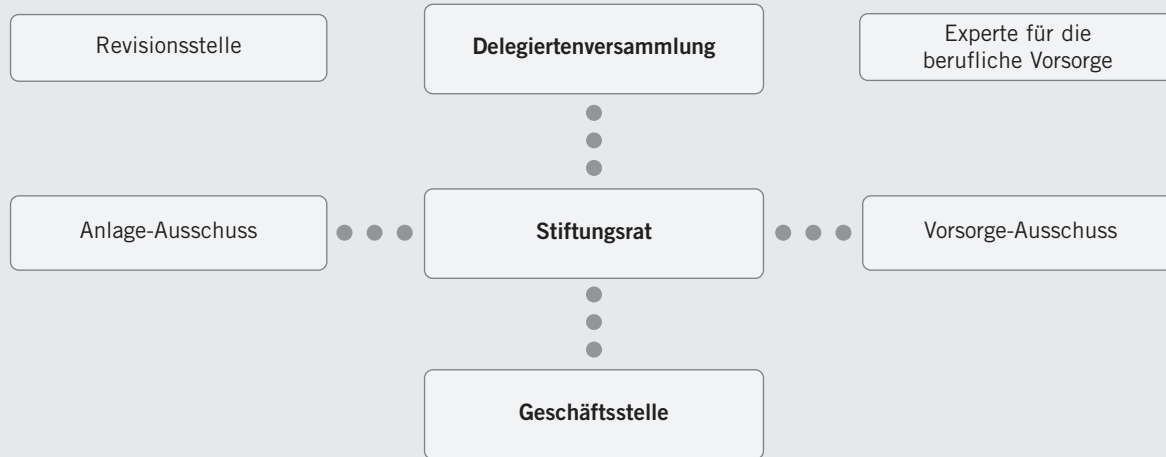 Revisionsstelle
Delegiertenversammlung
Experte für die
berufliche Vorsorge
Anlage-Ausschuss
Stiftungsrat
Vorsorge-Ausschuss
Geschäftsstelle